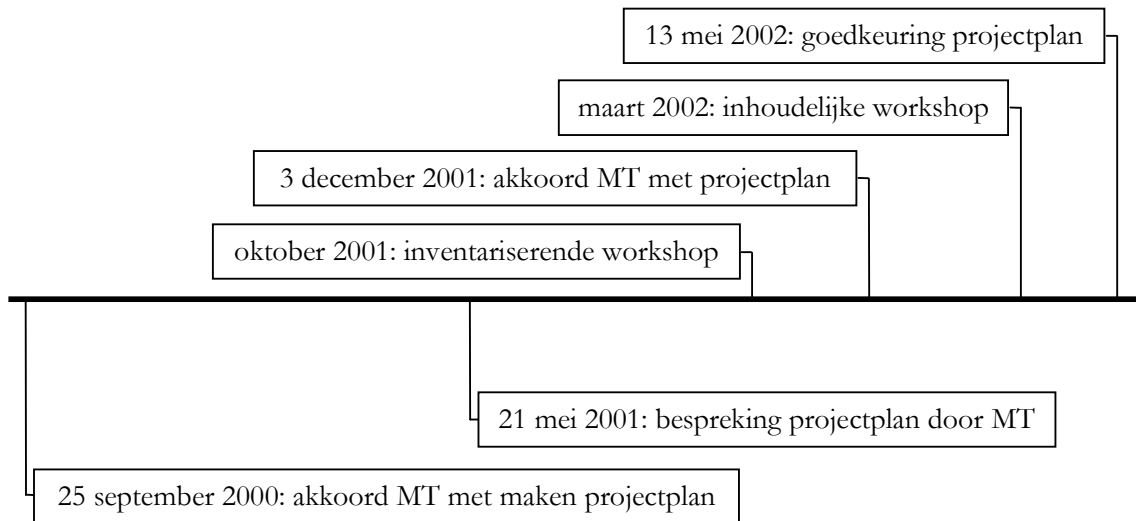 13 mei 2002: goedkeuring projectplan
maart 2002: inhoudelijke workshop
3 december 2001: akkoord MT met projectplan
oktober 2001: inventariserende workshop
21 mei 2001: bespreking projectplan door MT
25 september 2000: akkoord MT met maken projectplan